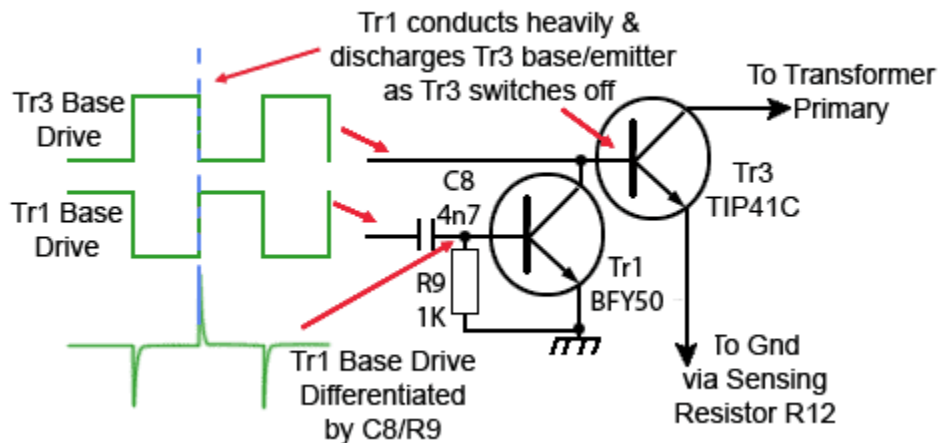 Tr1 conducts heavily &
discharges Tr3 base/emitter
as Tr3 switches off
To Transformer
Primary
Tr3 Base
Drive
Tr1 Base
Drive
C8
4n7
R9
1K
Tr1
BFY50
Tr3
TIP41C
Tr1 Base Drive
Differentiated
by C8/R9
To Gnd
via Sensing
Resistor R12